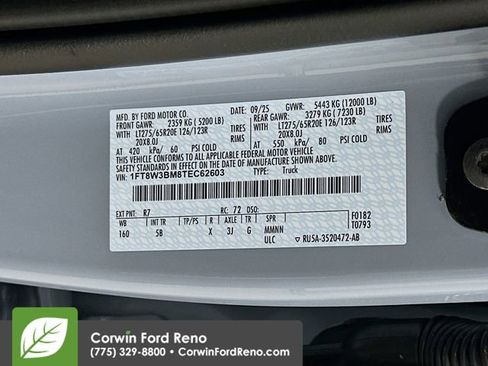 MFD. BY FORD MOTOR CO.
09/25 GVWR: 5443 KG (12000 LB)
FRONT GAWR: 2359 KG ( 5200 LB) REAR GAWR: 3279 KG ( 7230 LB)
WITH LT275/65R20E 126/123R TIRES WITH LT275/65R20E 126/123R TIRES
20X8.0J RIMS 20X8.0J RIMS
AT 420 kPa/ 60 PSI COLD AT 550 kPa/ 80 PSI COLD
THIS VEHICLE CONFORMS TO ALL APPLICABLE FEDERAL MOTOR VEHICLE
SAFETY STANDARDS IN EFFECT ON THE DATE OF MANUFACTURE SHOWN ABOVE.
VIN: 1FT8W3BM6TEC62603 TYPE: Truck
EXT PNT: R7 RC: 72 DSO: F0182
WB BRK INT TR TP/PS R AXLE TR SPR T0793
160 5B X 3J G MMNN
ULC RU5A-3520472-AB
Corwin Ford Reno
(775) 329-8800 • CorwinFordReno.com